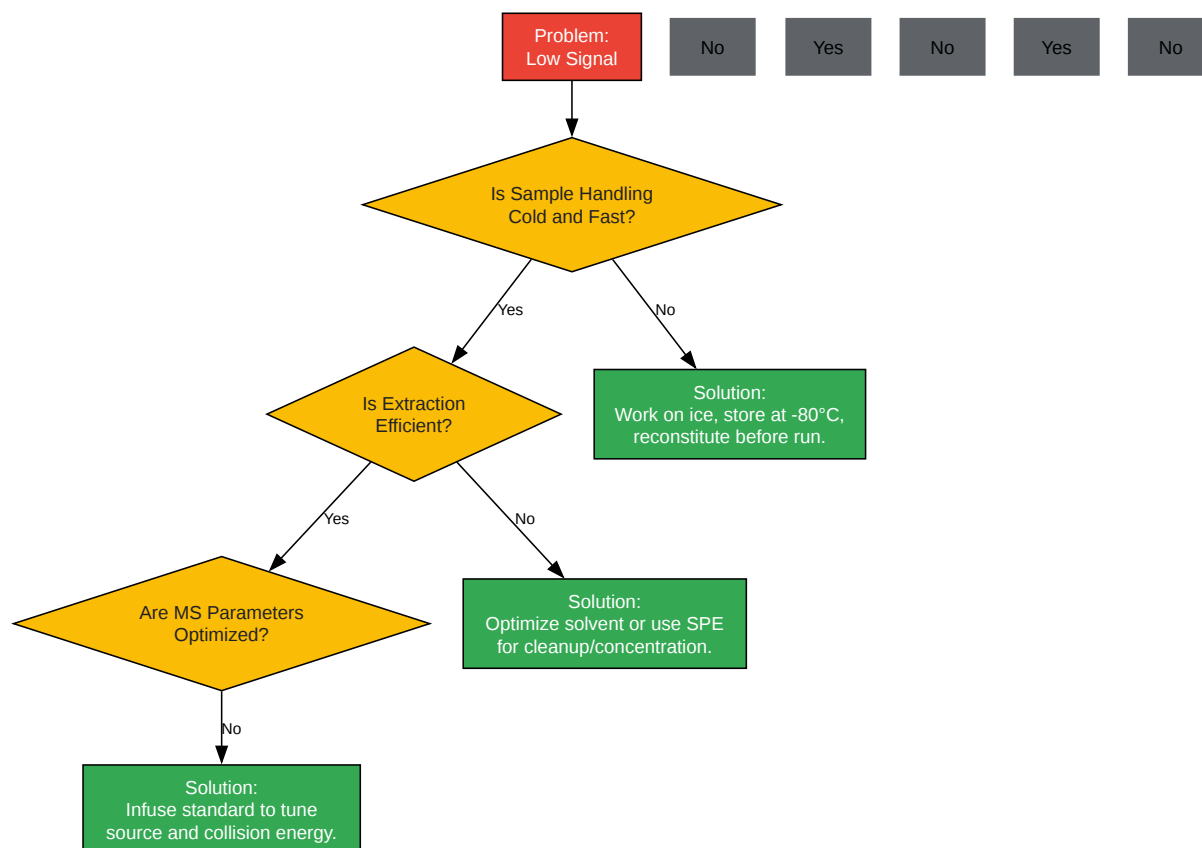 Problem:
Low Signal
No
Yes
No
Yes
No
Is Sample Handling
Cold and Fast?
Yes
No
Is Extraction
Efficient?
Solution:
Work on ice, store at -80°C,
reconstitute before run.
Yes
No
Are MS Parameters
Optimized?
Solution:
Optimize solvent or use SPE
for cleanup/concentration.
No
Solution:
Infuse standard to tune
source and collision energy.